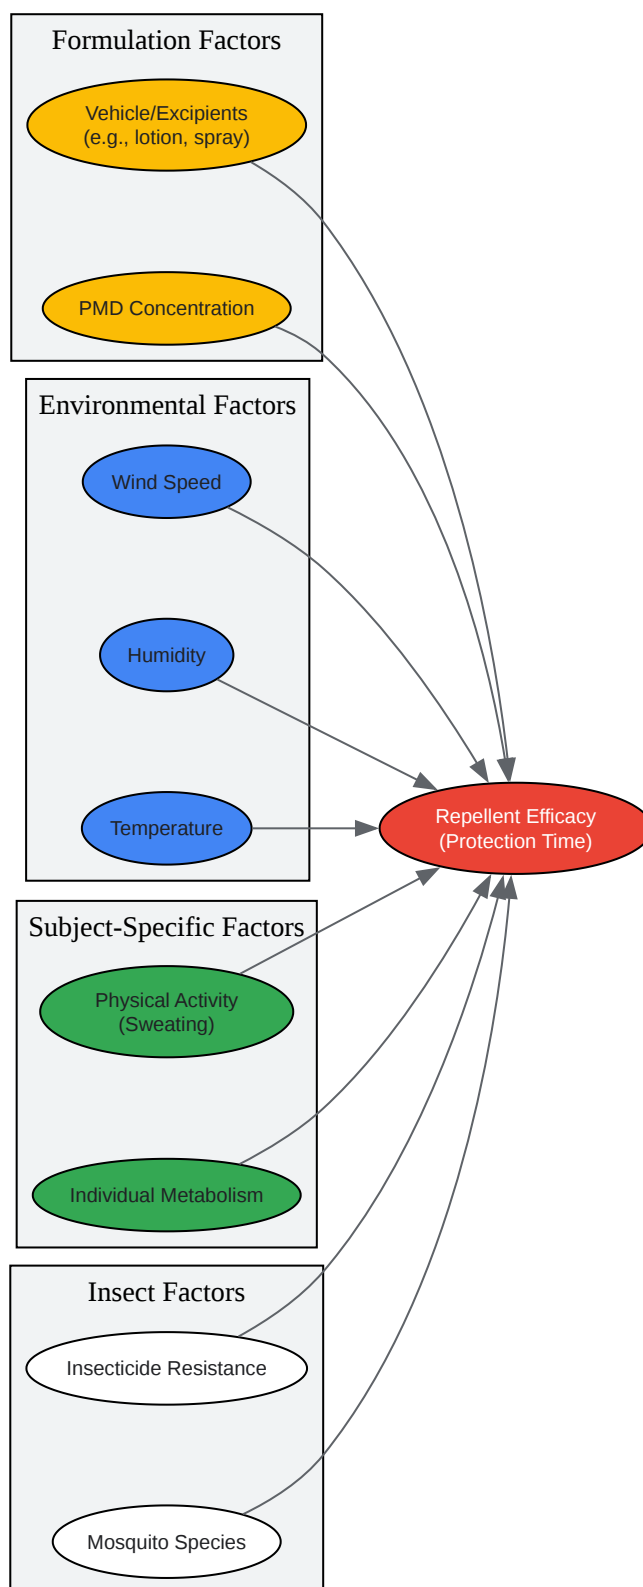 Formulation Factors
Vehicle/Excipients
(e.g., lotion, spray)
PMD Concentration
Environmental Factors
Wind Speed
Humidity
Temperature
Repellent Efficacy
(Protection Time)
Subject-Specific Factors
Physical Activity
(Sweating)
Individual Metabolism
Insect Factors
Insecticide Resistance
Mosquito Species